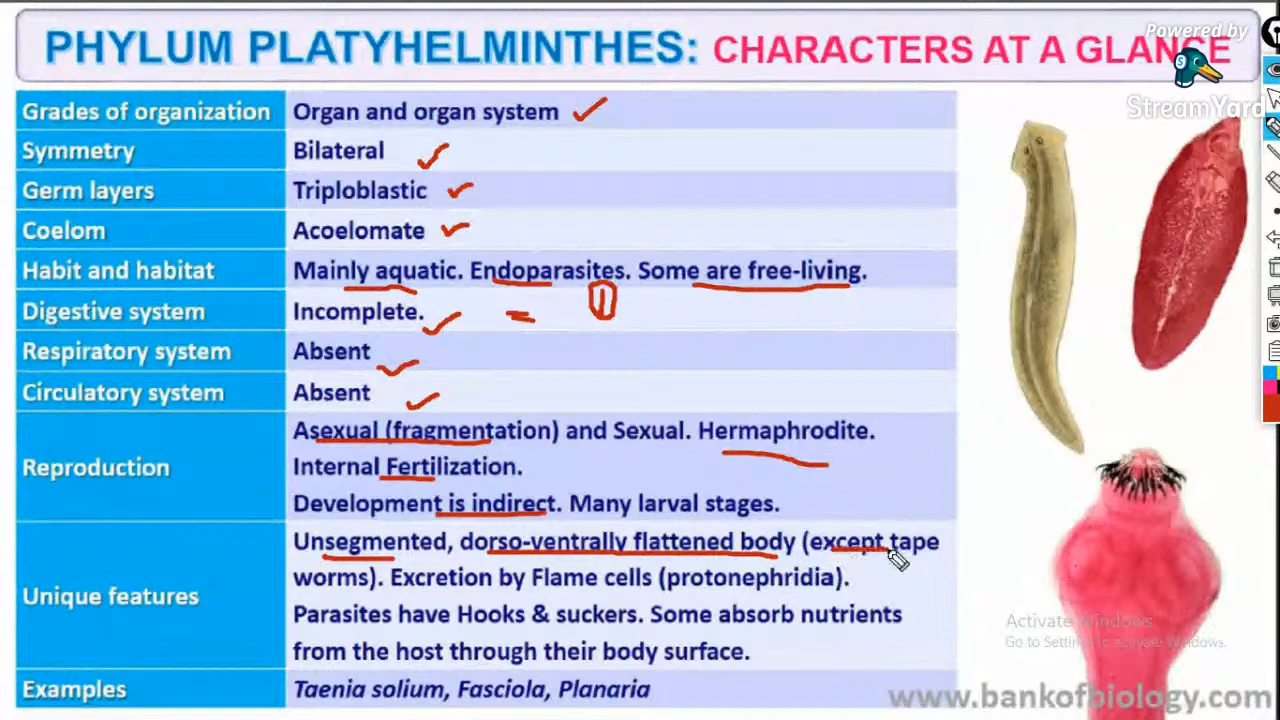 PHYLUM PLATYHELMINTHES: CHARACTERS AT A GLANCE
Powered by
StreamYard
Grades of organization Organ and organ system
Symmetry Bilateral
Germ layers Triploblastic
Coelom Acoelomate
Habit and habitat Mainly aquatic. Endoparasites. Some are free-living.
Digestive system Incomplete.
Respiratory system Absent
Circulatory system Absent
Reproduction Asexual (fragmentation) and Sexual. Hermaphrodite.
Internal Fertilization.
Development is indirect. Many larval stages.
Unique features Unsegmented, dorso-ventrally flattened body (except tape
worms). Excretion by Flame cells (protonephridia).
Parasites have Hooks & suckers. Some absorb nutrients
from the host through their body surface.
Examples Taenia solium, Fasciola, Planaria
Activate Windows
Go to Settings to activate Windows.
www.bankofbiology.com